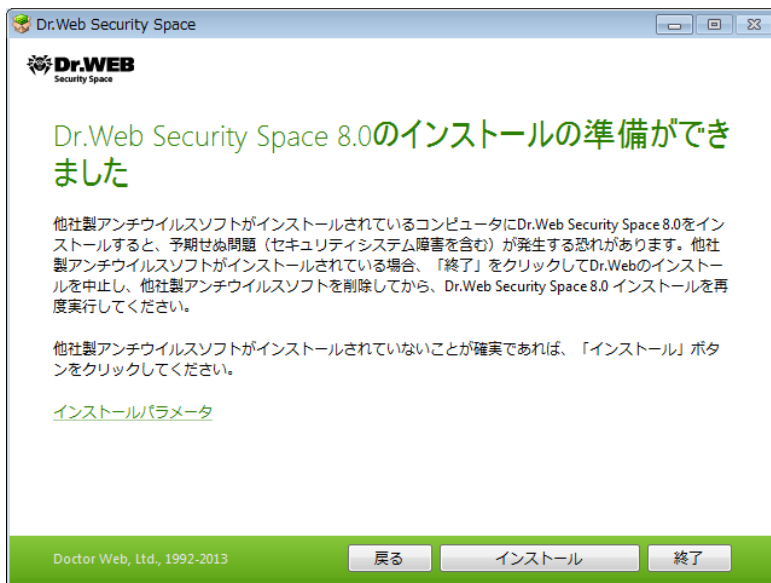 Dr.Web Security Space
Dr.WEB
Security Space
Dr.Web Security Space 8.0のインストールの準備ができ
ました
他社製アンチウイルスソフトがインストールされているコンピュータにDr.Web Security Space 8.0をイン
ストールすると、予期せぬ問題（セキュリティシステム障害を含む）が発生する恐れがあります。他社
製アンチウイルスソフトがインストールされている場合、「終了」をクリックしてDr.Webのインストー
ルを中止し、他社製アンチウイルスソフトを削除してから、Dr.Web Security Space 8.0 インストールを再
度実行してください。
他社製アンチウイルスソフトがインストールされていないことが確実であれば、「インストール」ボタ
ンをクリックしてください。
インストールパラメータ
Doctor Web, Ltd., 1992-2013
戻る
インストール
終了